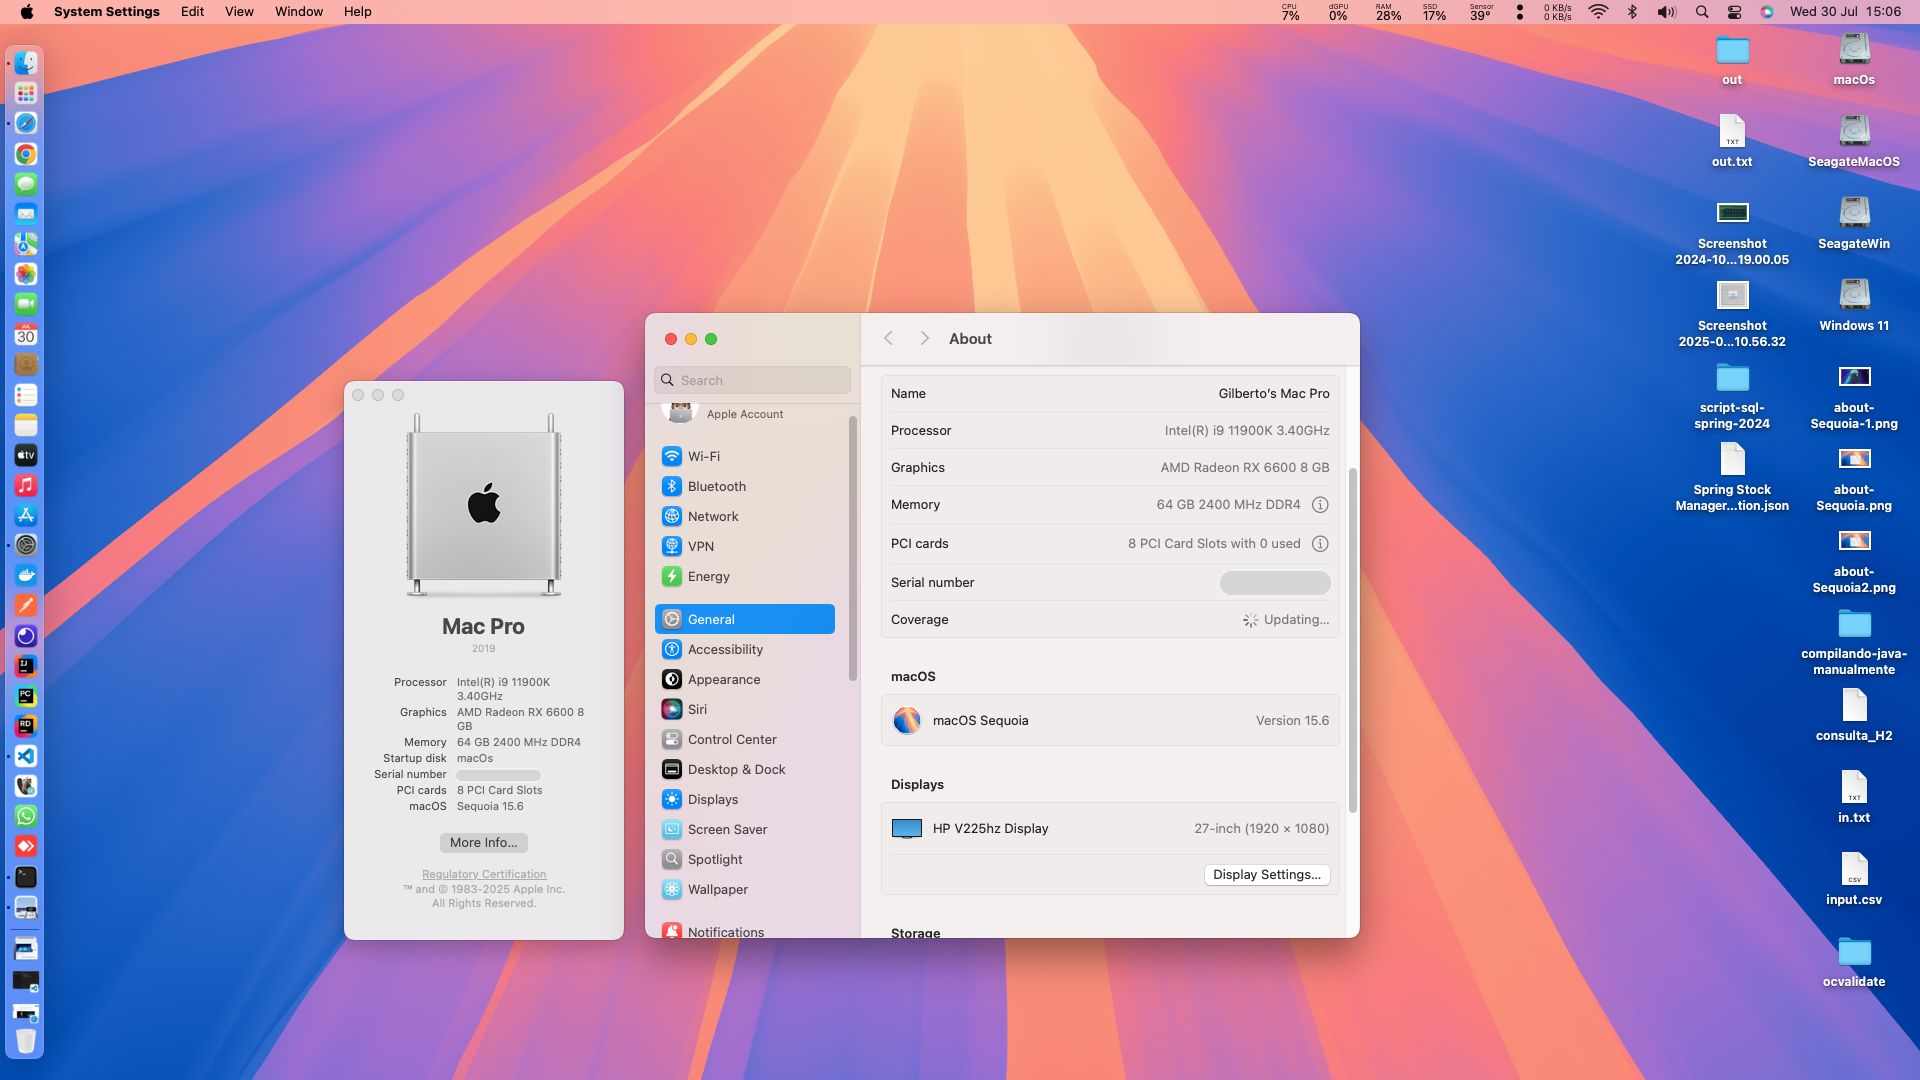 System Settings Edit View Window Help
CPU 7%
dGPU 0%
RAM 28%
SSD 17%
Sensor 39°
0 KB/s
0 KB/s
Wed 30 Jul 15:06
out
macOs
TXT
out.txt
SeagateMacOS
Screenshot
2024-10...19.00.05
SeagateWin
Screenshot
2025-0...10.56.32
Windows 11
script-sql-
spring-2024
about-
Sequoia-1.png
Spring Stock
Manager...tion.json
about-
Sequoia.png
about-
Sequoia2.png
compilando-java-
manualmente
consulta_H2
TXT
in.txt
CSV
input.csv
ocvalidate
30
tv
IJ
PC
RD
Mac Pro
2019
Processor Intel(R) i9 11900K
3.40GHz
Graphics AMD Radeon RX 6600 8
GB
Memory 64 GB 2400 MHz DDR4
Startup disk macOs
Serial number
PCI cards 8 PCI Card Slots
macOS Sequoia 15.6
More Info...
Regulatory Certification
™ and © 1983-2025 Apple Inc.
All Rights Reserved.
Search
Apple Account
Wi-Fi
Bluetooth
Network
VPN
Energy
General
Accessibility
Appearance
Siri
Control Center
Desktop & Dock
Displays
Screen Saver
Spotlight
Wallpaper
Notifications
About
Name Gilberto's Mac Pro
Processor Intel(R) i9 11900K 3.40GHz
Graphics AMD Radeon RX 6600 8 GB
Memory 64 GB 2400 MHz DDR4
PCI cards 8 PCI Card Slots with 0 used
Serial number
Coverage Updating...
macOS
macOS Sequoia Version 15.6
Displays
HP V225hz Display 27-inch (1920 × 1080)
Display Settings...
Storage